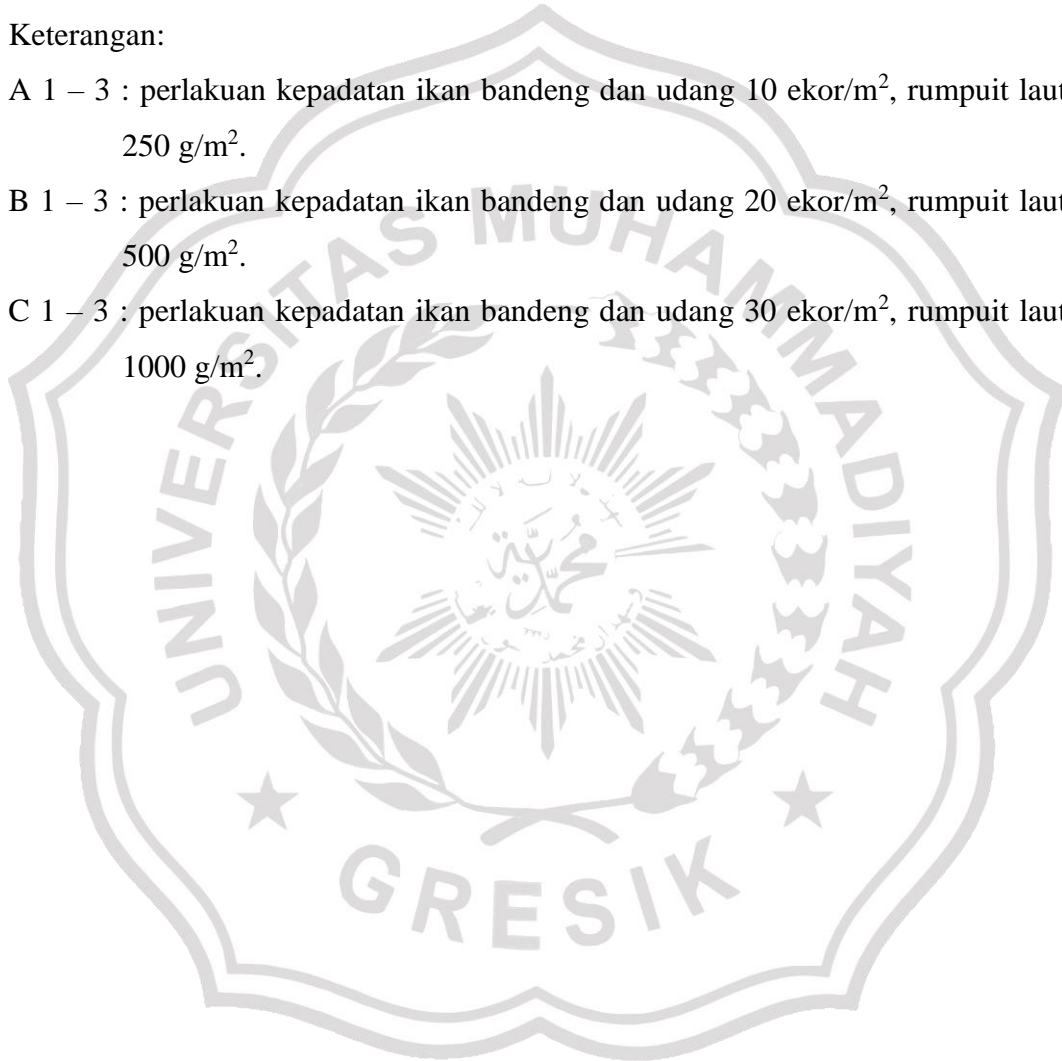 Keterangan:
A 1 – 3 : perlakuan kepadatan ikan bandeng dan udang 10 ekor/m², rumpuit laut
250 g/m².
B 1 – 3 : perlakuan kepadatan ikan bandeng dan udang 20 ekor/m², rumpuit laut
500 g/m².
C 1 – 3 : perlakuan kepadatan ikan bandeng dan udang 30 ekor/m², rumpuit laut
1000 g/m².
UNIVERSITAS MUHAMMADIYAH
GRESIK